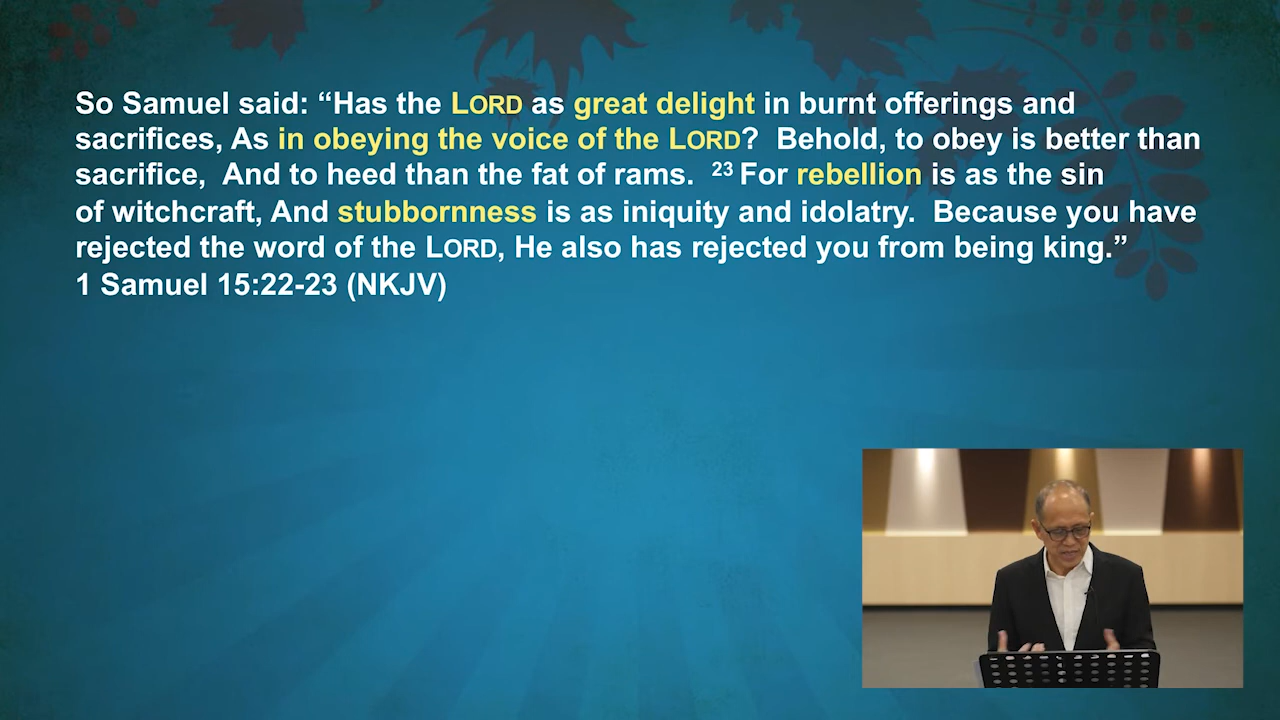 So Samuel said: “Has the LORD as great delight in burnt offerings and
sacrifices, As in obeying the voice of the LORD?  Behold, to obey is better than
sacrifice,  And to heed than the fat of rams.  23 For rebellion is as the sin
of witchcraft, And stubbornness is as iniquity and idolatry.  Because you have
rejected the word of the LORD, He also has rejected you from being king.”
1 Samuel 15:22-23 (NKJV)